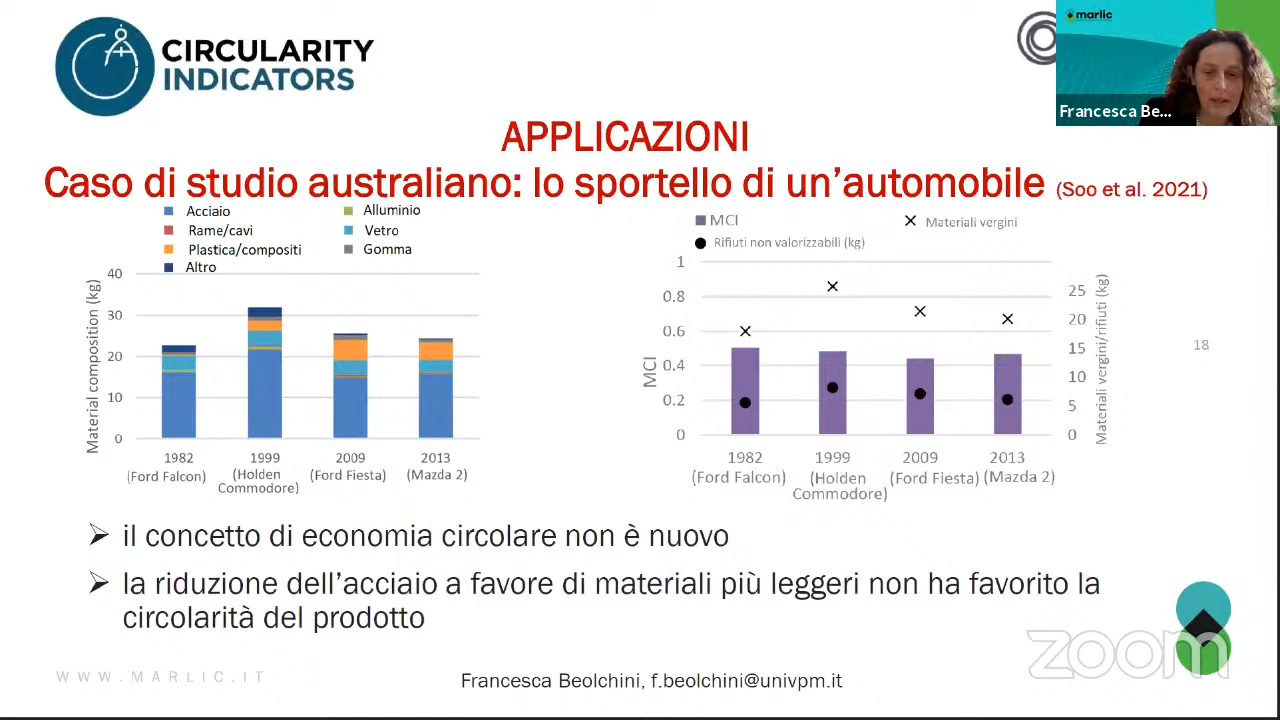 CIRCULARITY
INDICATORS
marlic
Francesca Be...
APPLICAZIONI
Caso di studio australiano: lo sportello di un'automobile (Soo et al. 2021)
Acciaio
Alluminio
Rame/cavi
Vetro
Plastica/compositi
Gomma
Altro
Material composition (kg)
40
30
20
10
0
1982
(Ford Falcon)
1999
(Holden
Commodore)
2009
(Ford Fiesta)
2013
(Mazda 2)
MCI
Materiali vergini
Rifiuti non valorizzabili (kg)
MCI
1
0.8
0.6
0.4
0.2
0
25
20
15
10
5
0
Materiali vergini/rifiuti (kg)
1982
(Ford Falcon)
1999
(Holden
Commodore)
2009
(Ford Fiesta)
2013
(Mazda 2)
18
➢ il concetto di economia circolare non è nuovo
➢ la riduzione dell'acciaio a favore di materiali più leggeri non ha favorito la
circolarità del prodotto
zoom
WWW.MARLIC.IT
Francesca Beolchini, f.beolchini@univpm.it